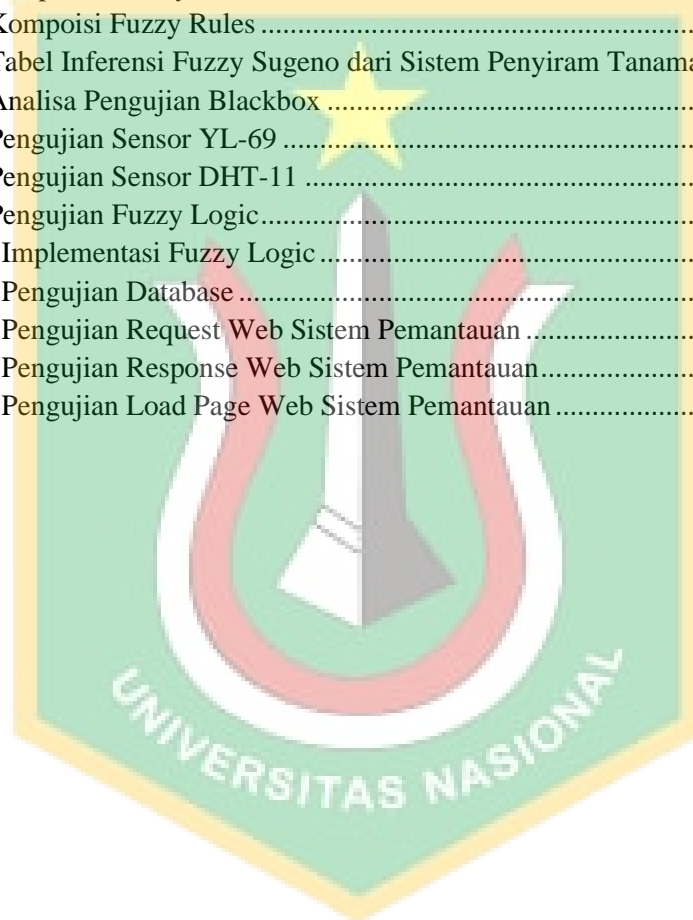 Kompoisi Fuzzy Rules ........................................................................
Tabel Inferensi Fuzzy Sugeno dari Sistem Penyiram
Analisa Pengujian Blackbox ............................................................
Pengujian Sensor YL-69 ...................................................................
Pengujian Sensor DHT-11 ...............................................................
Pengujian Fuzzy Logic.......................................................................
Implementasi Fuzzy Logic .............................................................
Pengujian Database ...........................................................................
Pengujian Request Web Sistem Pemantauan ............................
Pengujian Response Web Sistem Pemantauan..........................
Pengujian Load Page Web Sistem Pemantauan .......................
UNIVERSITAS NASIONAL